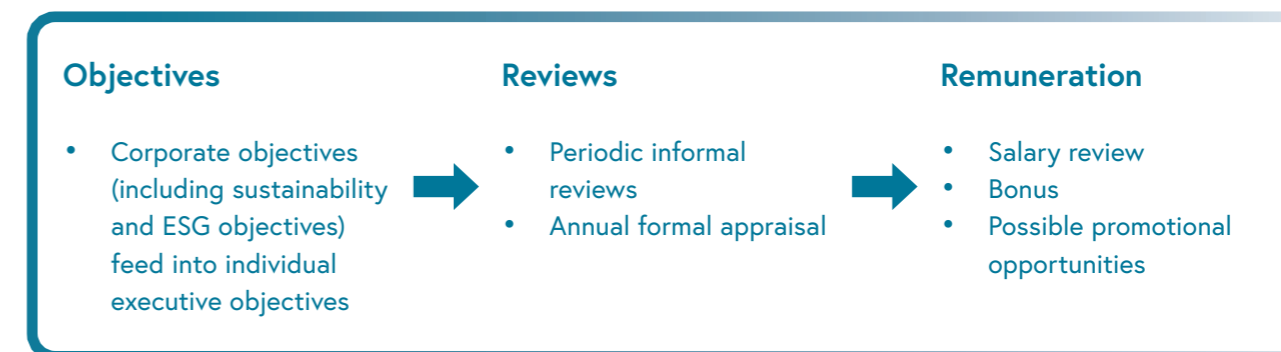 Objectives
• Corporate objectives
(including sustainability
and ESG objectives)
feed into individual
executive objectives
Reviews
• Periodic informal
reviews
• Annual formal appraisal
Remuneration
• Salary review
• Bonus
• Possible promotional
opportunities